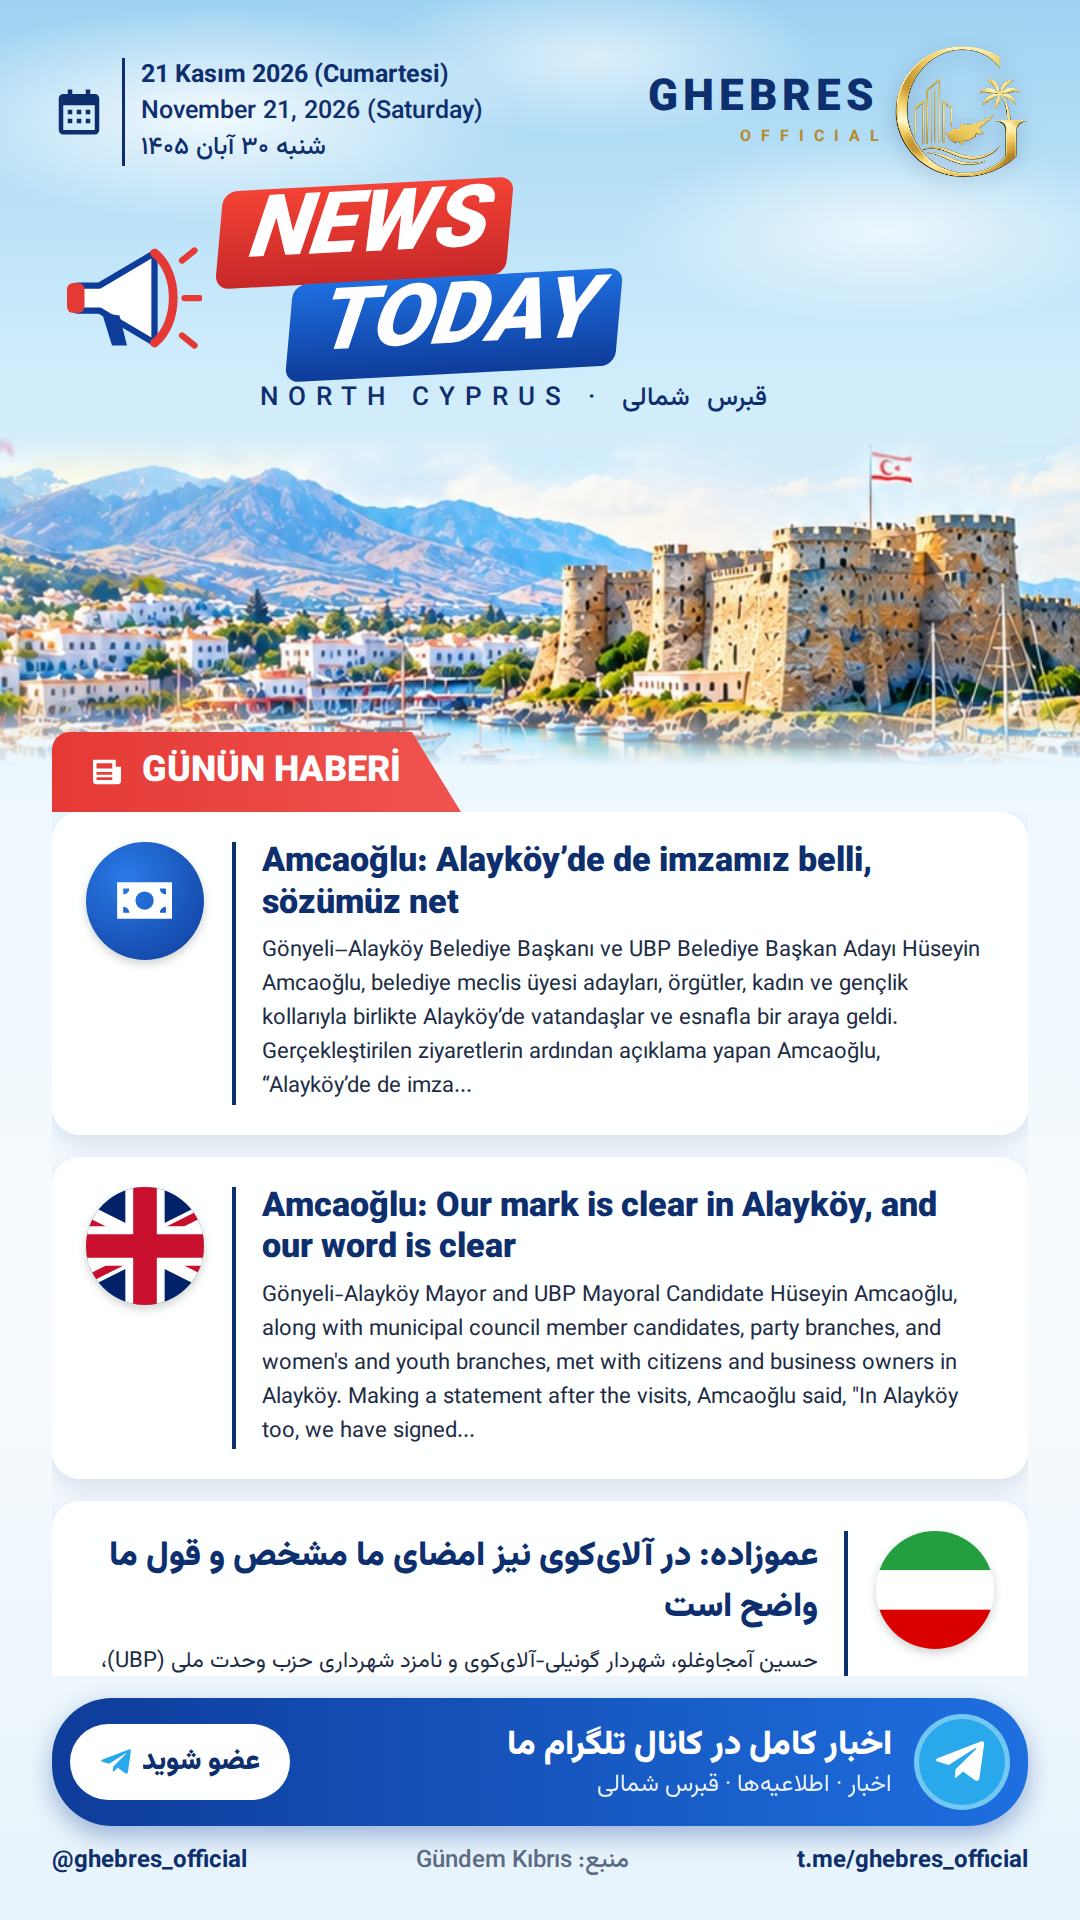 21 Kasım 2026 (Cumartesi)
November 21, 2026 (Saturday)
شنبه ۳۰ آبان ۱۴۰۵
GHEBRES
OFFICIAL
NEWS
TODAY
NORTH CYPRUS · قبرس شمالی
GÜNÜN HABERİ
Amcaoğlu: Alayköy’de de imzamız belli,
sözümüz net
Gönyeli–Alayköy Belediye Başkanı ve UBP Belediye Başkan Adayı Hüseyin
Amcaoğlu, belediye meclis üyesi adayları, örgütler, kadın ve gençlik
kollarıyla birlikte Alayköy’de vatandaşlar ve esnafla bir araya geldi.
Gerçekleştirilen ziyaretlerin ardından açıklama yapan Amcaoğlu,
“Alayköy’de de imza...
Amcaoğlu: Our mark is clear in Alayköy, and
our word is clear
Gönyeli-Alayköy Mayor and UBP Mayoral Candidate Hüseyin Amcaoğlu,
along with municipal council member candidates, party branches, and
women's and youth branches, met with citizens and business owners in
Alayköy. Making a statement after the visits, Amcaoğlu said, "In Alayköy
too, we have signed...
عموزاده: در آلای‌کوی نیز امضای ما مشخص و قول ما
واضح است
حسین آمجاوغلو، شهردار گونیلی-آلای‌کوی و نامزد شهرداری حزب وحدت ملی (UBP)،
اخبار کامل در کانال تلگرام ما
اخبار · اطلاعیه‌ها · قبرس شمالی
عضو شوید
@ghebres_official
منبع: Gündem Kıbrıs
t.me/ghebres_official